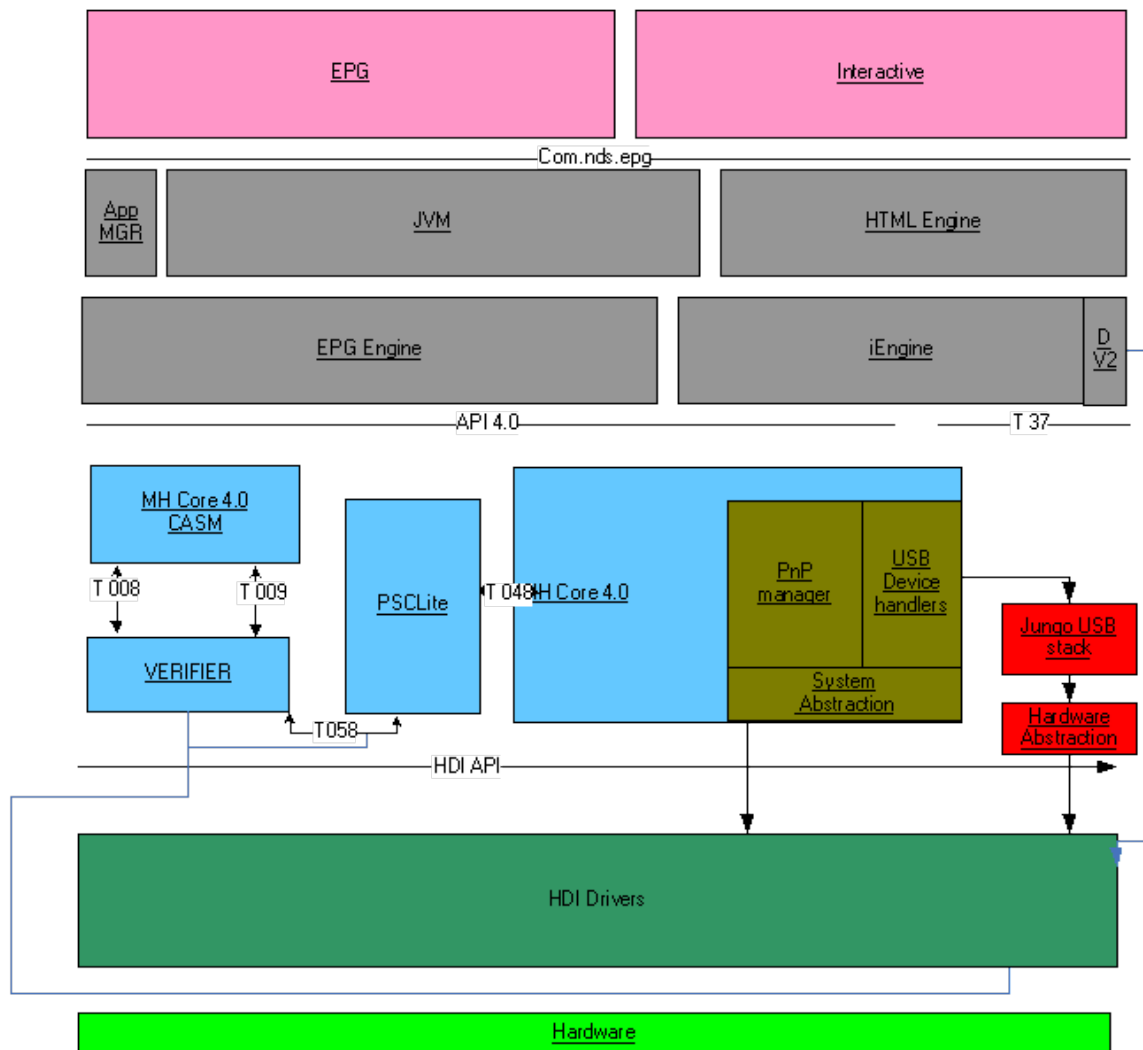 EPG
Interactive
Com.nds.epg
App
MGR
JVM
HTML Engine
EPG Engine
iEngine
D
V2
API 4.0
T 37
MH Core 4.0
CASM
T 008
T 009
VERIFIER
PSCLite
T 048
H Core 4.0
PnP
manager
USB
Device
handlers
System
Abstraction
Jungo USB
stack
Hardware
Abstraction
T058
HDI API
HDI Drivers
Hardware